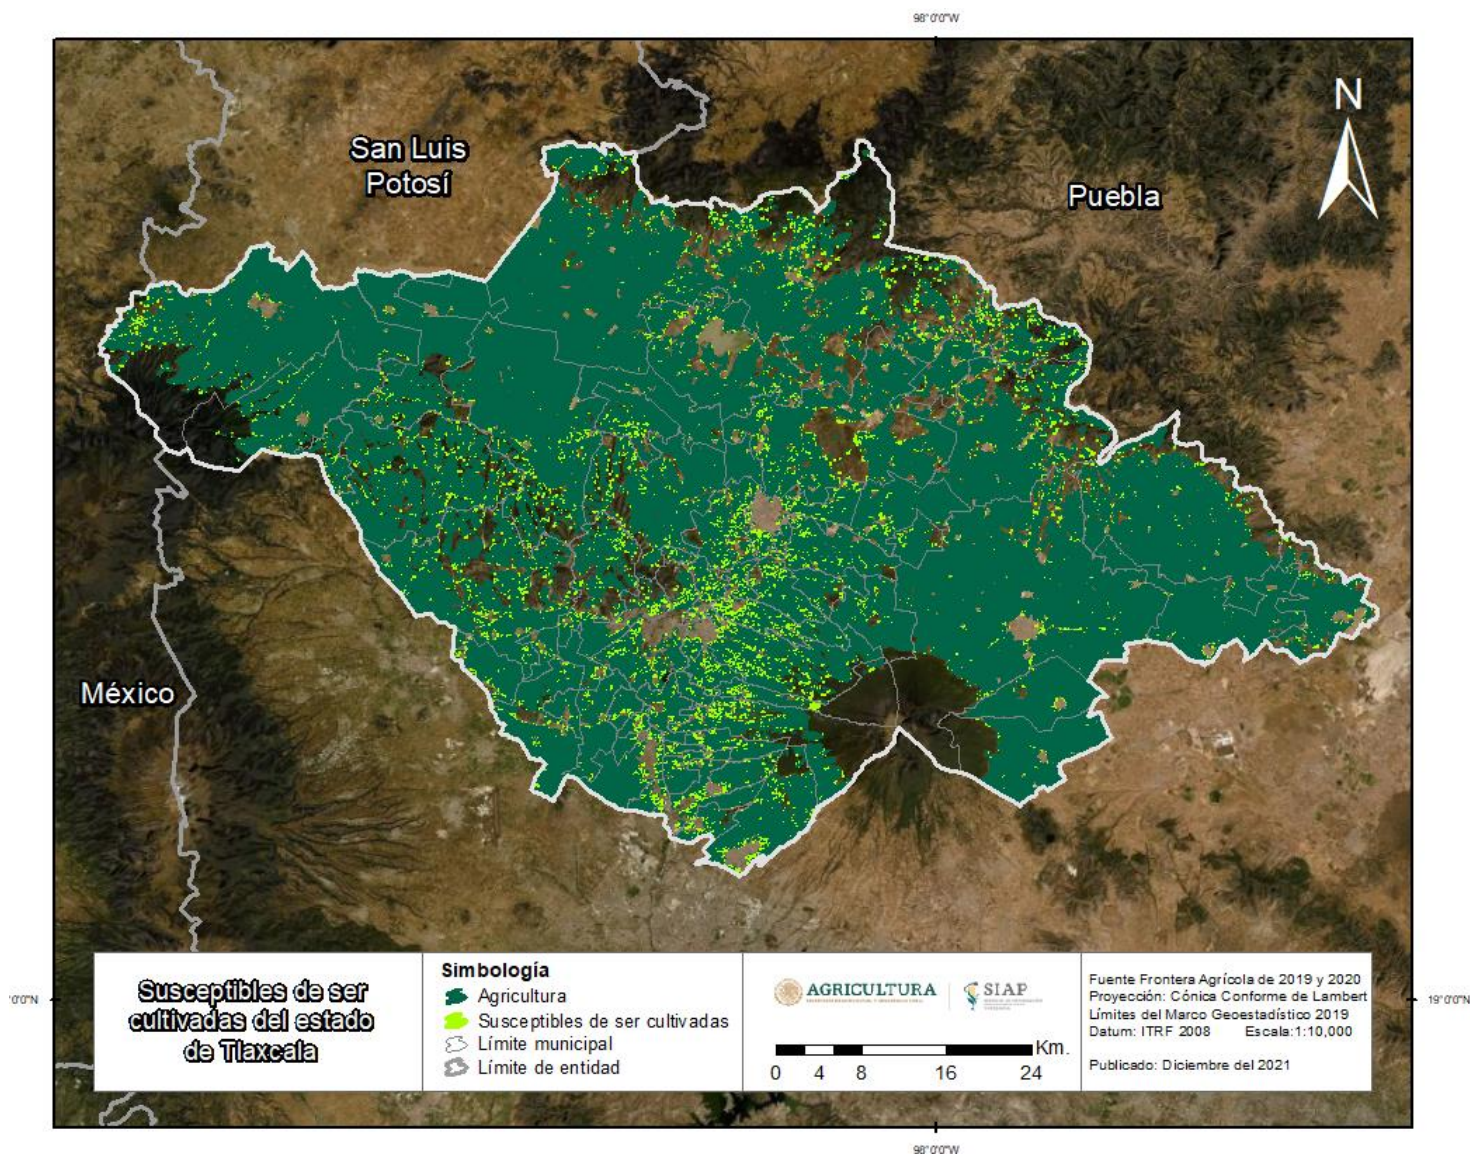 98°0'0"W
N
San Luis
Potosí
Puebla
México
Susceptibles de ser
cultivadas del estado
de Tlaxcala
Simbología
Agricultura
Susceptibles de ser cultivadas
Límite municipal
Límite de entidad
AGRICULTURA
SIAP
Km.
0 4 8 16 24
Fuente Frontera Agrícola de 2019 y 2020
Proyección: Cónica Conforme de Lambert
Límites del Marco Geoestadístico 2019
Datum: ITRF 2008 Escala:1:10,000
Publicado: Diciembre del 2021
'0'0"N
19°0'0"N
98°0'0"W